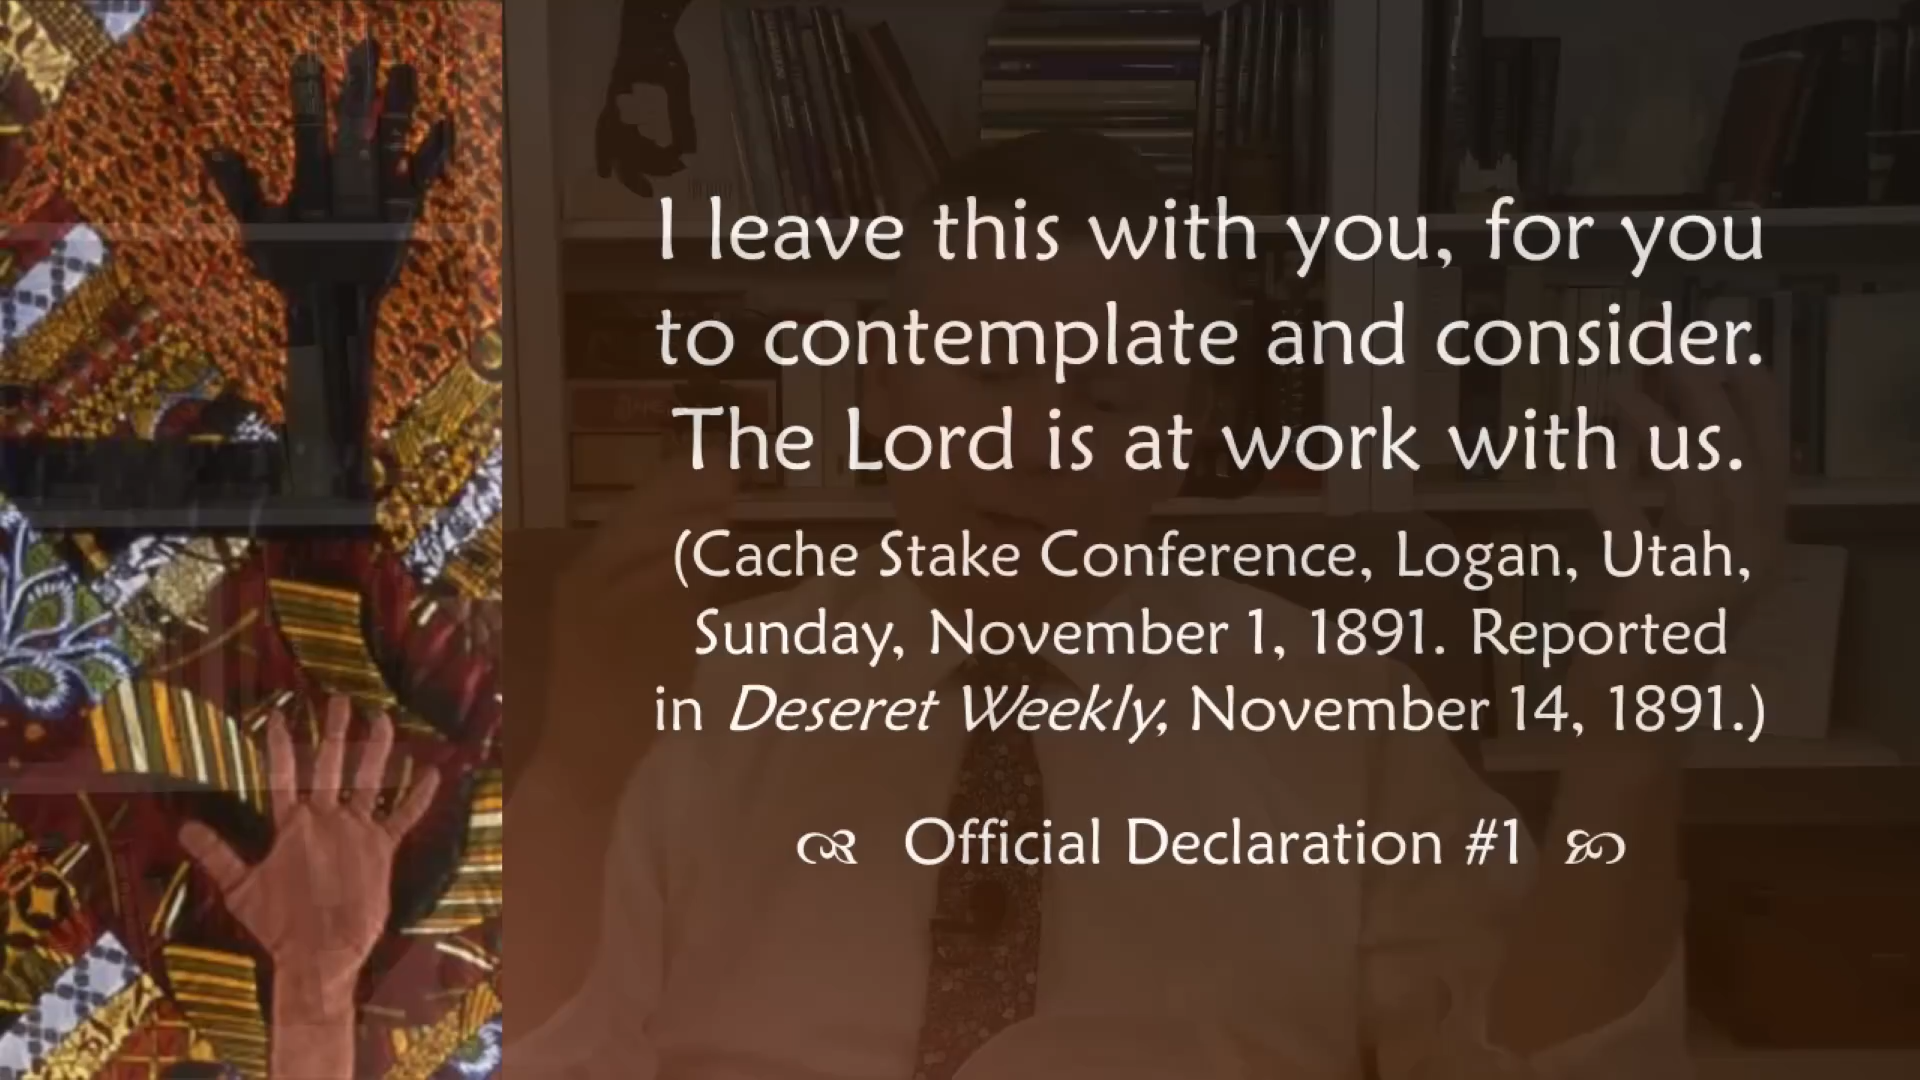 I leave this with you, for you
to contemplate and consider.
The Lord is at work with us.
(Cache Stake Conference, Logan, Utah,
Sunday, November 1, 1891. Reported
in Deseret Weekly, November 14, 1891.)
Official Declaration #1